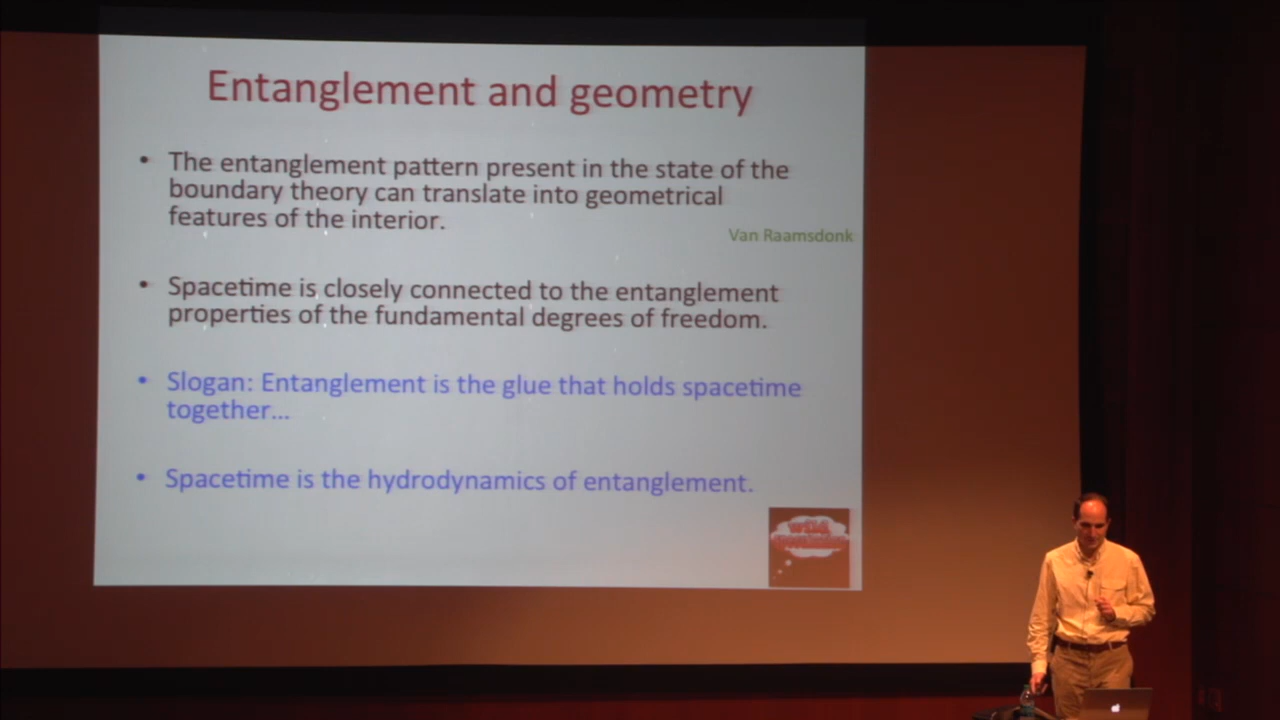 Entanglement and geometry
• The entanglement pattern present in the state of the
boundary theory can translate into geometrical
features of the interior.
Van Raamsdonk
• Spacetime is closely connected to the entanglement
properties of the fundamental degrees of freedom.
• Slogan: Entanglement is the glue that holds spacetime
together...
• Spacetime is the hydrodynamics of entanglement.
wild